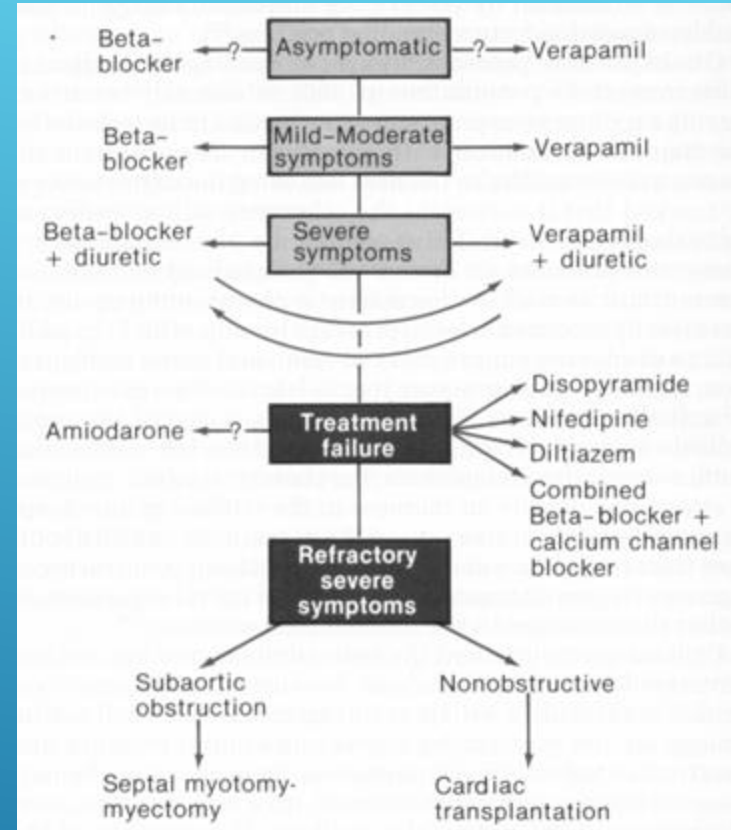 Beta-
blocker
?
Asymptomatic
?
Verapamil
Beta-
blocker
Mild-Moderate
symptoms
Verapamil
Beta-blocker
+ diuretic
Severe
symptoms
Verapamil
+ diuretic
Amiodarone
?
Treatment
failure
Disopyramide
Nifedipine
Diltiazem
Combined
Beta-blocker +
calcium channel
blocker
Refractory
severe
symptoms
Subaortic
obstruction
Nonobstructive
Septal myotomy-
myectomy
Cardiac
transplantation